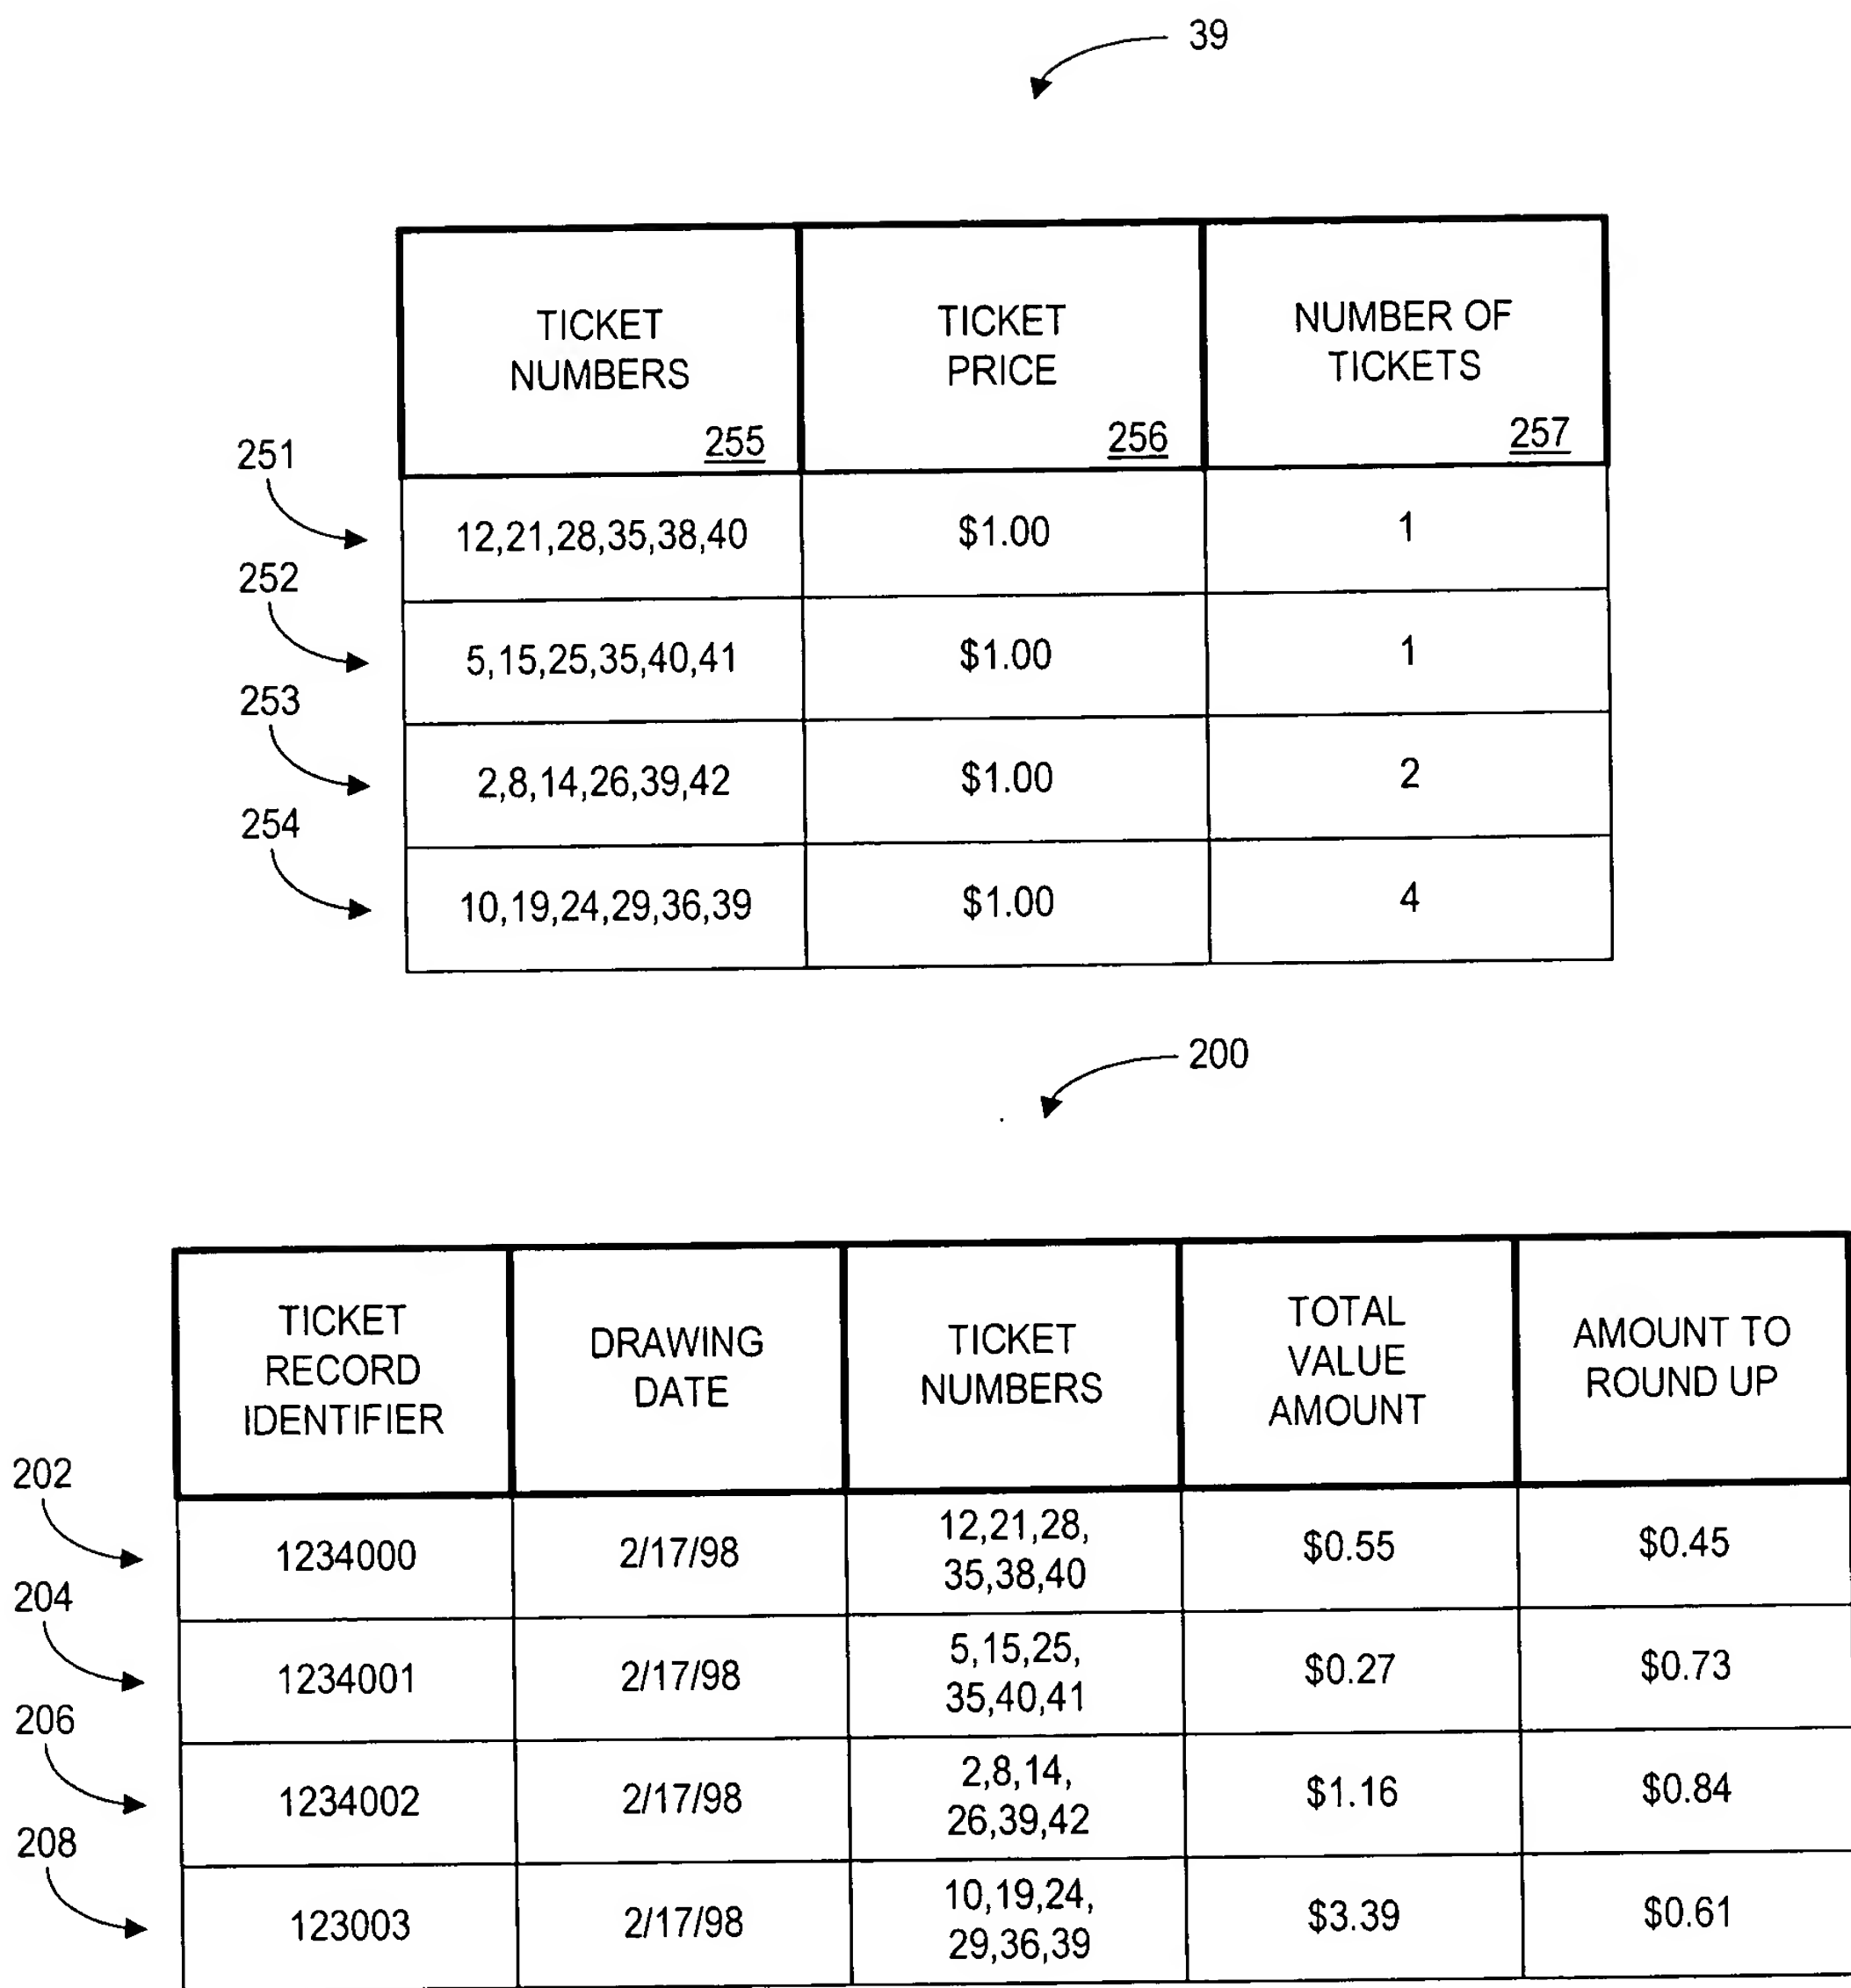 39
TICKET
NUMBERS
255
TICKET
PRICE
256
NUMBER OF
TICKETS
257
251
12,21,28,35,38,40
$1.00
1
252
5,15,25,35,40,41
$1.00
1
253
2,8,14,26,39,42
$1.00
2
254
10,19,24,29,36,39
$1.00
4
200
TICKET
RECORD
IDENTIFIER
DRAWING
DATE
TICKET
NUMBERS
TOTAL
VALUE
AMOUNT
AMOUNT TO
ROUND UP
202
1234000
2/17/98
12,21,28,
35,38,40
$0.55
$0.45
204
1234001
2/17/98
5,15,25,
35,40,41
$0.27
$0.73
206
1234002
2/17/98
2,8,14,
26,39,42
$1.16
$0.84
208
123003
2/17/98
10,19,24,
29,36,39
$3.39
$0.61